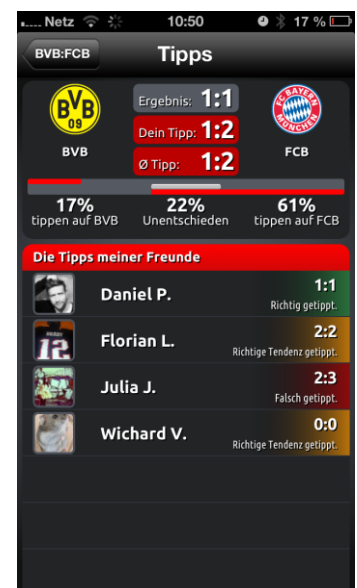 ..... Netz 10:50 17 %
BVB:FCB Tipps
BVB 09
FC BAYERN MÜNCHEN
Ergebnis: 1:1
Dein Tipp: 1:2
Ø Tipp: 1:2
BVB FCB
17% 22% 61%
tippen auf BVB Unentschieden tippen auf FCB
Die Tipps meiner Freunde
Daniel P. 1:1
Richtig getippt.
12
Florian L. 2:2
Richtige Tendenz getippt.
Julia J. 2:3
Falsch getippt.
Wichard V. 0:0
Richtige Tendenz getippt.